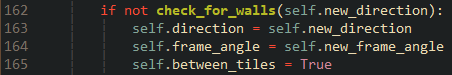 162 if not check_for_walls(self.new_direction):
163 self.direction = self.new_direction
164 self.frame_angle = self.new_frame_angle
165 self.between_tiles = True